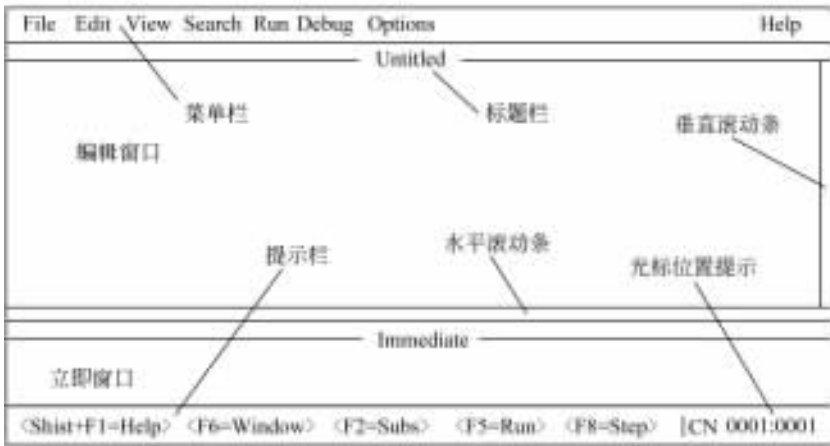 File Edit View Search Run Debug Options Help
Untitled
菜单栏 标题栏 垂直滚动条
编辑窗口
提示栏 水平滚动条 光标位置提示
Immediate
立即窗口
<Shist+F1=Help> <F6=Window> <F2=Subs> <F5=Run> <F8=Step> |CN 0001:0001